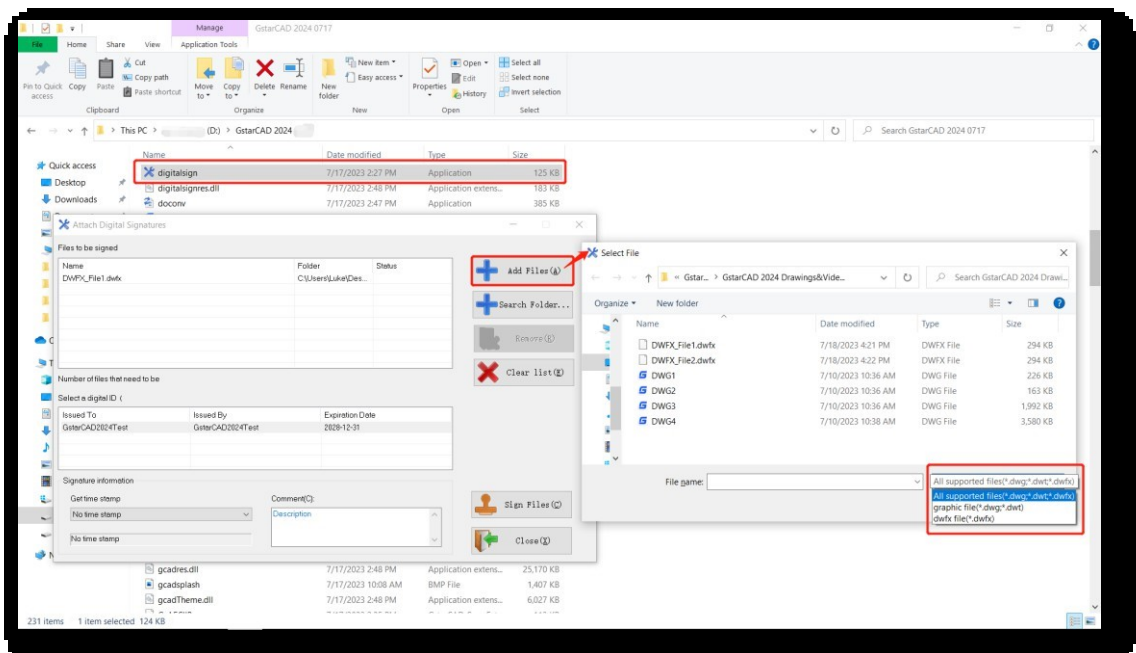 Manage GstarCAD 2024 0717
File Home Share View Application Tools
Cut
Copy path
Paste shortcut
Pin to Quick access Copy Paste
Clipboard
Move to Copy to Delete Rename
Organize
New folder
New item
Easy access
New
Properties
Open
Edit
History
Open
Select all
Select none
Invert selection
Select
This PC > (D:) > GstarCAD 2024
Search GstarCAD 2024 0717
Quick access
Desktop
Downloads
Name Date modified Type Size
digitalsign 7/17/2023 2:27 PM Application 125 KB
digitalsignres.dll 7/17/2023 2:48 PM Application extens... 183 KB
doconv 7/17/2023 2:47 PM Application 385 KB
Attach Digital Signatures
Files to be signed
Name Folder Status
DWFX_File1.dwfx C:\Users\Luke\Des...
Add Files(A)
Search Folder...
Remove(R)
Clear list(E)
Number of files that need to be
Select a digital ID (
Issued To Issued By Expiration Date
GstarCAD2024Test GstarCAD2024Test 2028-12-31
Signature information
Get time stamp Comment(C):
No time stamp Description
No time stamp
Sign Files(C)
Close(X)
Select File
« Gstar... > GstarCAD 2024 Drawings&Vide...
Search GstarCAD 2024 Drawi...
Organize New folder
Name Date modified Type Size
DWFX_File1.dwfx 7/18/2023 4:21 PM DWFX File 294 KB
DWFX_File2.dwfx 7/18/2023 4:22 PM DWFX File 294 KB
DWG1 7/10/2023 10:36 AM DWG File 226 KB
DWG2 7/10/2023 10:36 AM DWG File 163 KB
DWG3 7/10/2023 10:36 AM DWG File 1,992 KB
DWG4 7/10/2023 10:38 AM DWG File 3,580 KB
File name:
All supported files(*.dwg;*.dwt;*.dwfx)
All supported files(*.dwg;*.dwt;*.dwfx)
graphic file(*.dwg;*.dwt)
dwfx file(*.dwfx)
gcadres.dll 7/17/2023 2:48 PM Application extens... 25,170 KB
gcadsplash 7/17/2023 10:08 AM BMP File 1,407 KB
gcadTheme.dll 7/17/2023 2:48 PM Application extens... 6,027 KB
231 items 1 item selected 124 KB